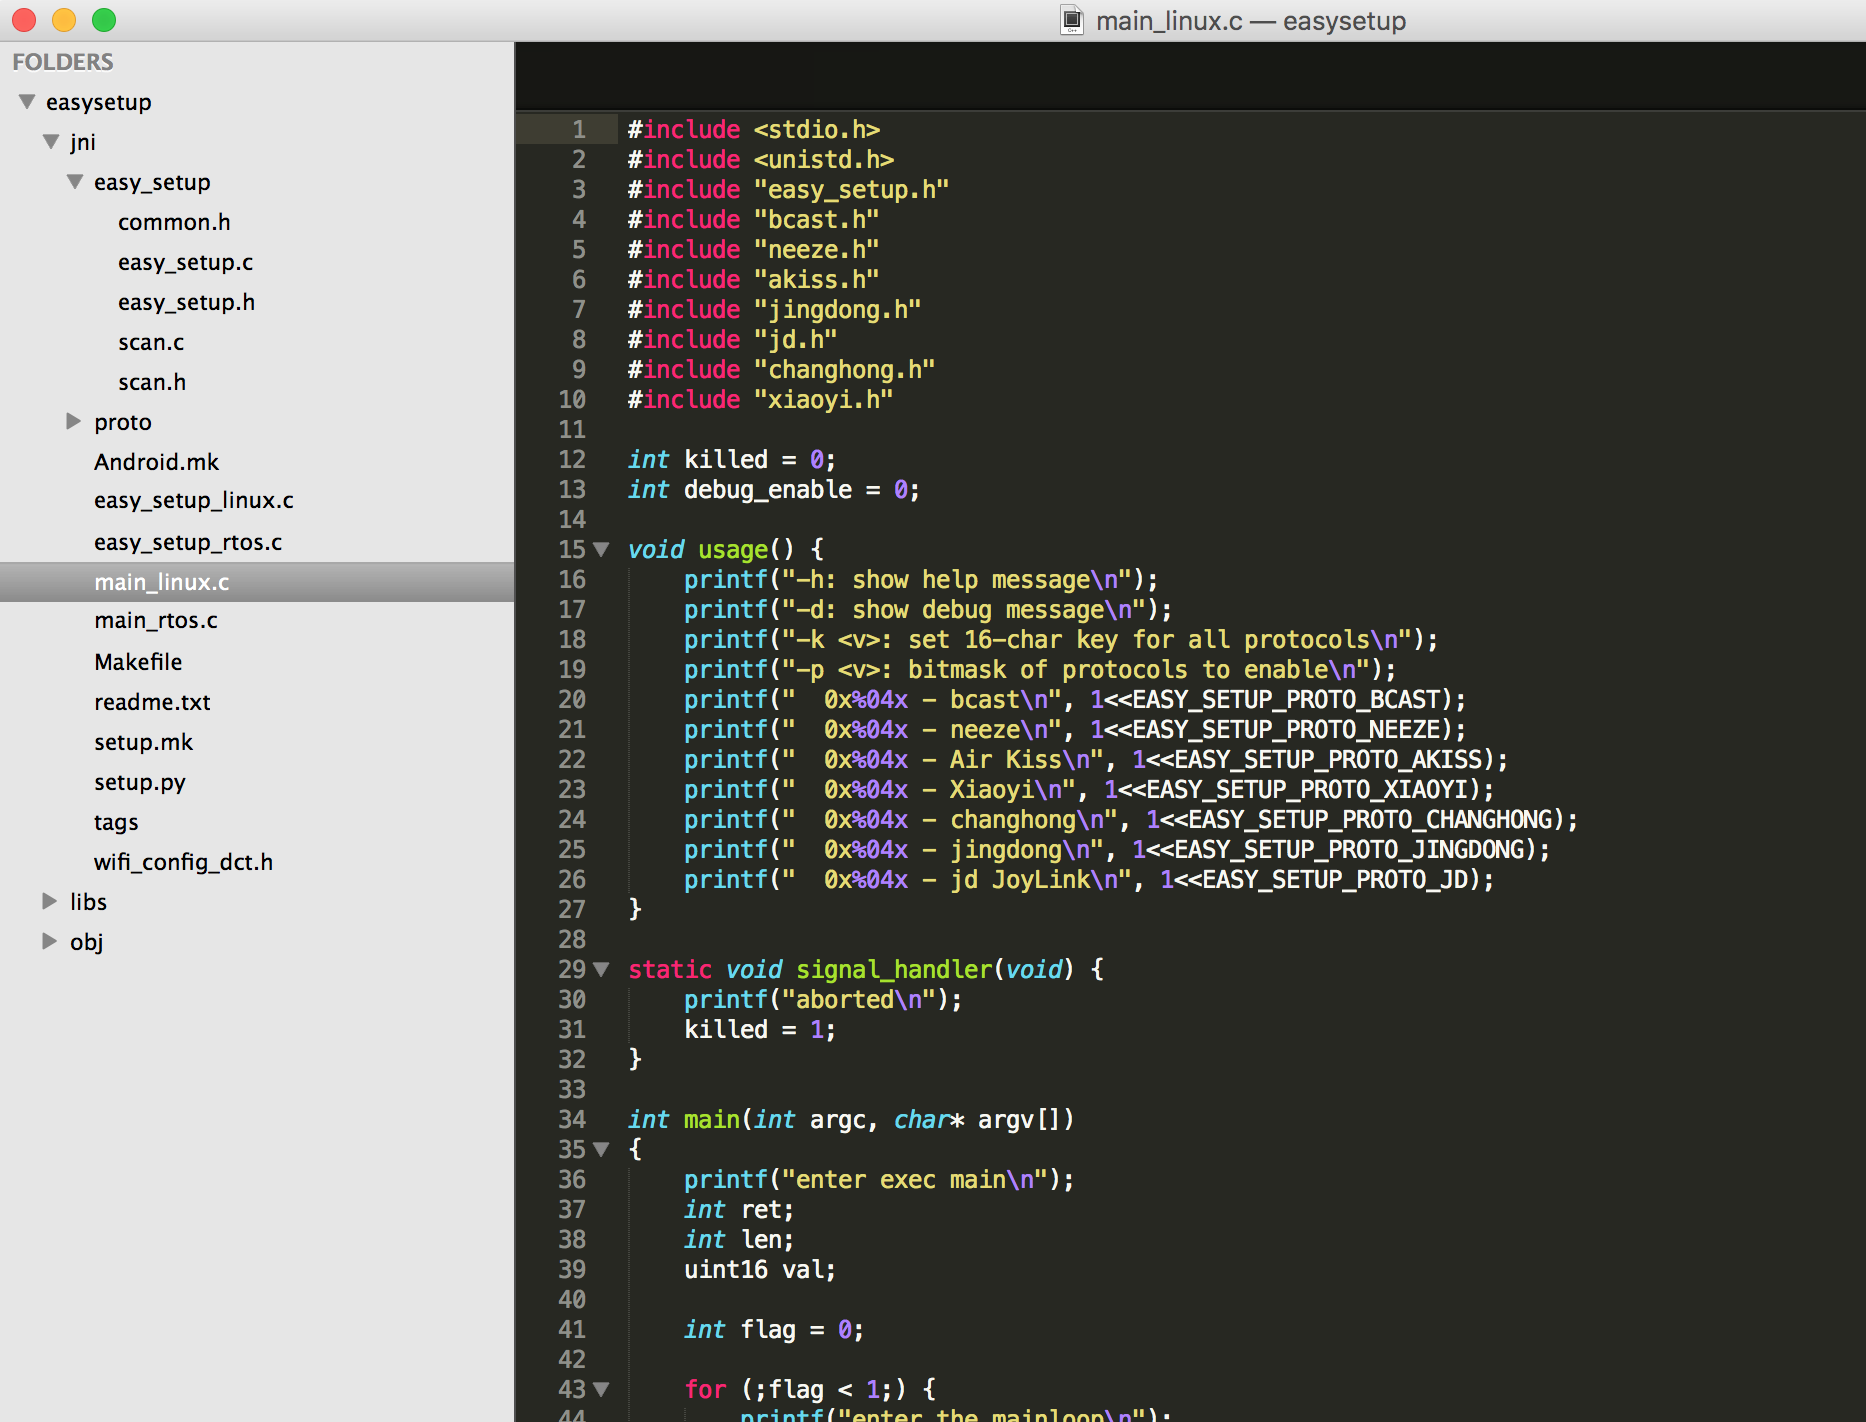 main_linux.c — easysetup
FOLDERS
easysetup
jni
easy_setup
common.h
easy_setup.c
easy_setup.h
scan.c
scan.h
proto
Android.mk
easy_setup_linux.c
easy_setup_rtos.c
main_linux.c
main_rtos.c
Makefile
readme.txt
setup.mk
setup.py
tags
wifi_config_dct.h
libs
obj
1 #include <stdio.h>
2 #include <unistd.h>
3 #include "easy_setup.h"
4 #include "bcast.h"
5 #include "neeze.h"
6 #include "akiss.h"
7 #include "jingdong.h"
8 #include "jd.h"
9 #include "changhong.h"
10 #include "xiaoyi.h"
11
12 int killed = 0;
13 int debug_enable = 0;
14
15 void usage() {
16     printf("-h: show help message\n");
17     printf("-d: show debug message\n");
18     printf("-k <v>: set 16-char key for all protocols\n");
19     printf("-p <v>: bitmask of protocols to enable\n");
20     printf("  0x%04x - bcast\n", 1<<EASY_SETUP_PROTO_BCAST);
21     printf("  0x%04x - neeze\n", 1<<EASY_SETUP_PROTO_NEEZE);
22     printf("  0x%04x - Air Kiss\n", 1<<EASY_SETUP_PROTO_AKISS);
23     printf("  0x%04x - Xiaoyi\n", 1<<EASY_SETUP_PROTO_XIAOYI);
24     printf("  0x%04x - changhong\n", 1<<EASY_SETUP_PROTO_CHANGHONG);
25     printf("  0x%04x - jingdong\n", 1<<EASY_SETUP_PROTO_JINGDONG);
26     printf("  0x%04x - jd JoyLink\n", 1<<EASY_SETUP_PROTO_JD);
27 }
28
29 static void signal_handler(void) {
30     printf("aborted\n");
31     killed = 1;
32 }
33
34 int main(int argc, char* argv[])
35 {
36     printf("enter exec main\n");
37     int ret;
38     int len;
39     uint16 val;
40
41     int flag = 0;
42
43     for (;flag < 1;) {
44         printf("enter the mainloop\n");